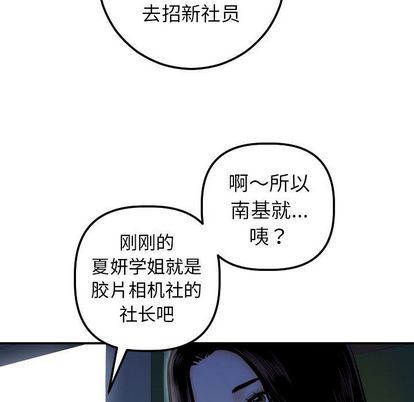 去招新社员
啊～所以
南基就...
咦？
刚刚的
夏妍学姐就是
胶片相机社的
社长吧